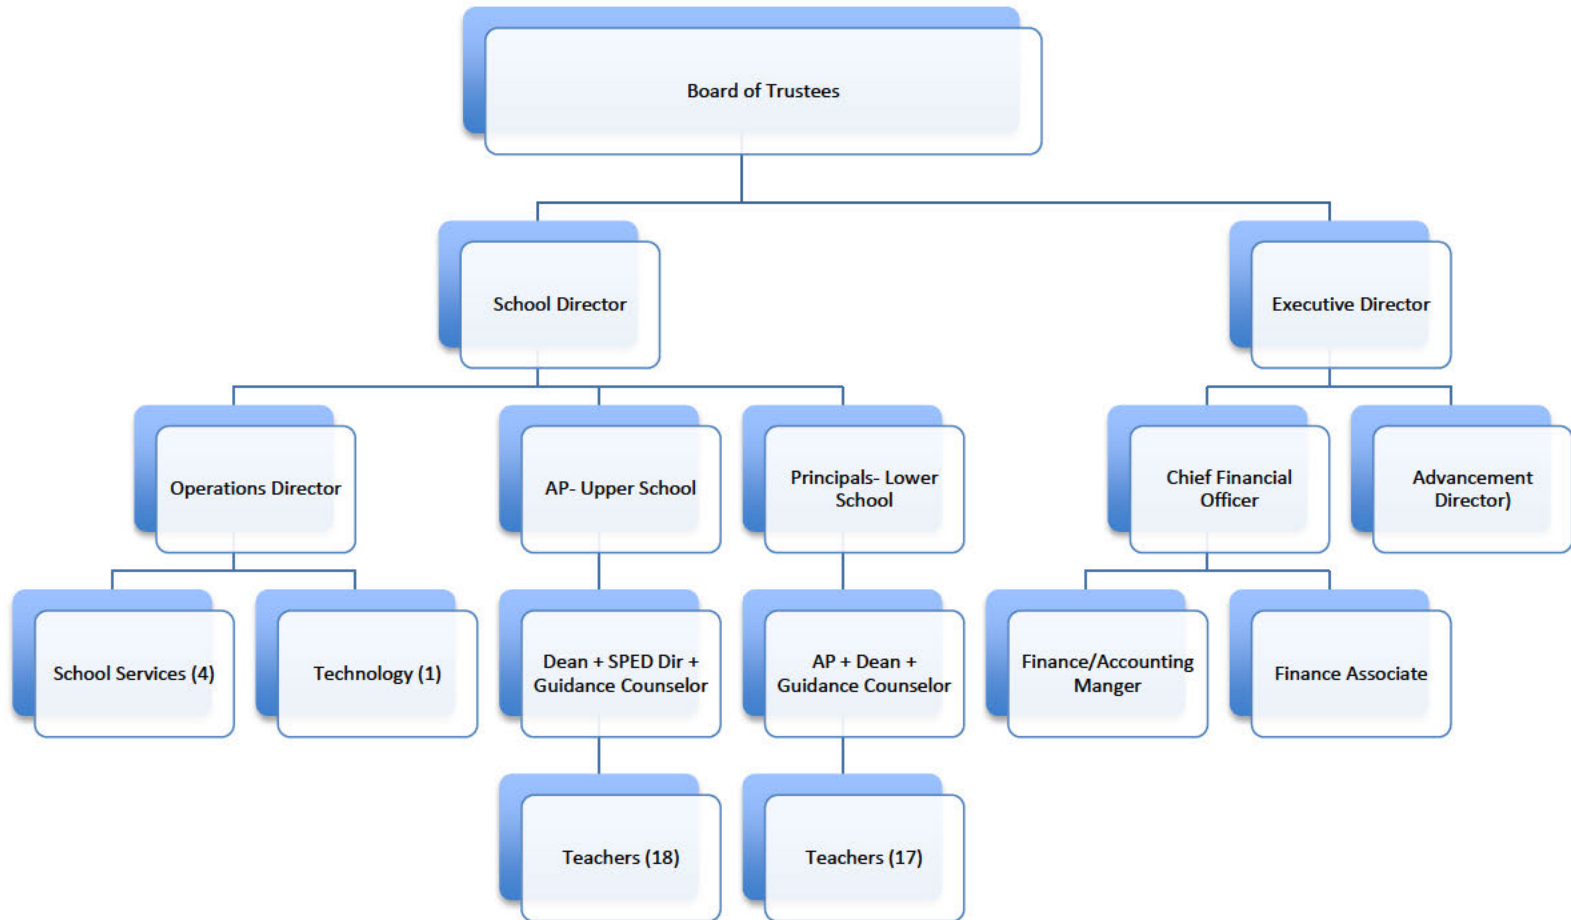 Board of Trustees
School Director
Executive Director
Operations Director
AP- Upper School
Principals- Lower
School
Chief Financial
Officer
Advancement
Director)
School Services (4)
Technology (1)
Dean + SPED Dir +
Guidance Counselor
AP + Dean +
Guidance Counselor
Finance/Accounting
Manger
Finance Associate
Teachers (18)
Teachers (17)